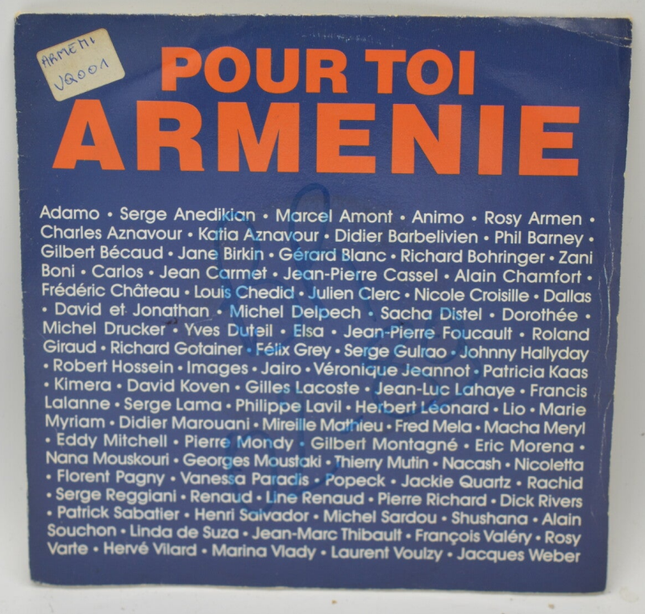 ARMENI
VQ001
POUR TOI
ARMENIE
Adamo • Serge Anedikian • Marcel Amont • Animo • Rosy Armen •
Charles Aznavour • Katia Aznavour • Didier Barbelivien • Phil Barney •
Gilbert Bécaud • Jane Birkin • Gérard Blanc • Richard Bohringer • Zani
Boni • Carlos • Jean Carmet • Jean-Pierre Cassel • Alain Chamfort •
Frédéric Château • Louis Chedid • Julien Clerc • Nicole Croisille • Dallas
• David et Jonathan • Michel Delpech • Sacha Distel • Dorothée •
Michel Drucker • Yves Duteil • Elsa • Jean-Pierre Foucault • Roland
Giraud • Richard Gotainer • Félix Grey • Serge Gulrao • Johnny Hallyday
• Robert Hossein • Images • Jairo • Véronique Jeannot • Patricia Kaas
• Kimera • David Koven • Gilles Lacoste • Jean-Luc Lahaye • Francis
Lalanne • Serge Lama • Philippe Lavil • Herbert Léonard • Lio • Marie
Myriam • Didier Marouani • Mireille Mathieu • Fred Mela • Macha Meryl
• Eddy Mitchell • Pierre Mondy • Gilbert Montagné • Eric Morena •
Nana Mouskouri • Georges Moustaki • Thierry Mutin • Nacash • Nicoletta
• Florent Pagny • Vanessa Paradis • Popeck • Jackie Quartz • Rachid
• Serge Reggiani • Renaud • Line Renaud • Pierre Richard • Dick Rivers
• Patrick Sabatier • Henri Salvador • Michel Sardou • Shushana • Alain
Souchon • Linda de Suza • Jean-Marc Thibault • François Valéry • Rosy
Varte • Hervé Vilard • Marina Vlady • Laurent Voulzy • Jacques Weber